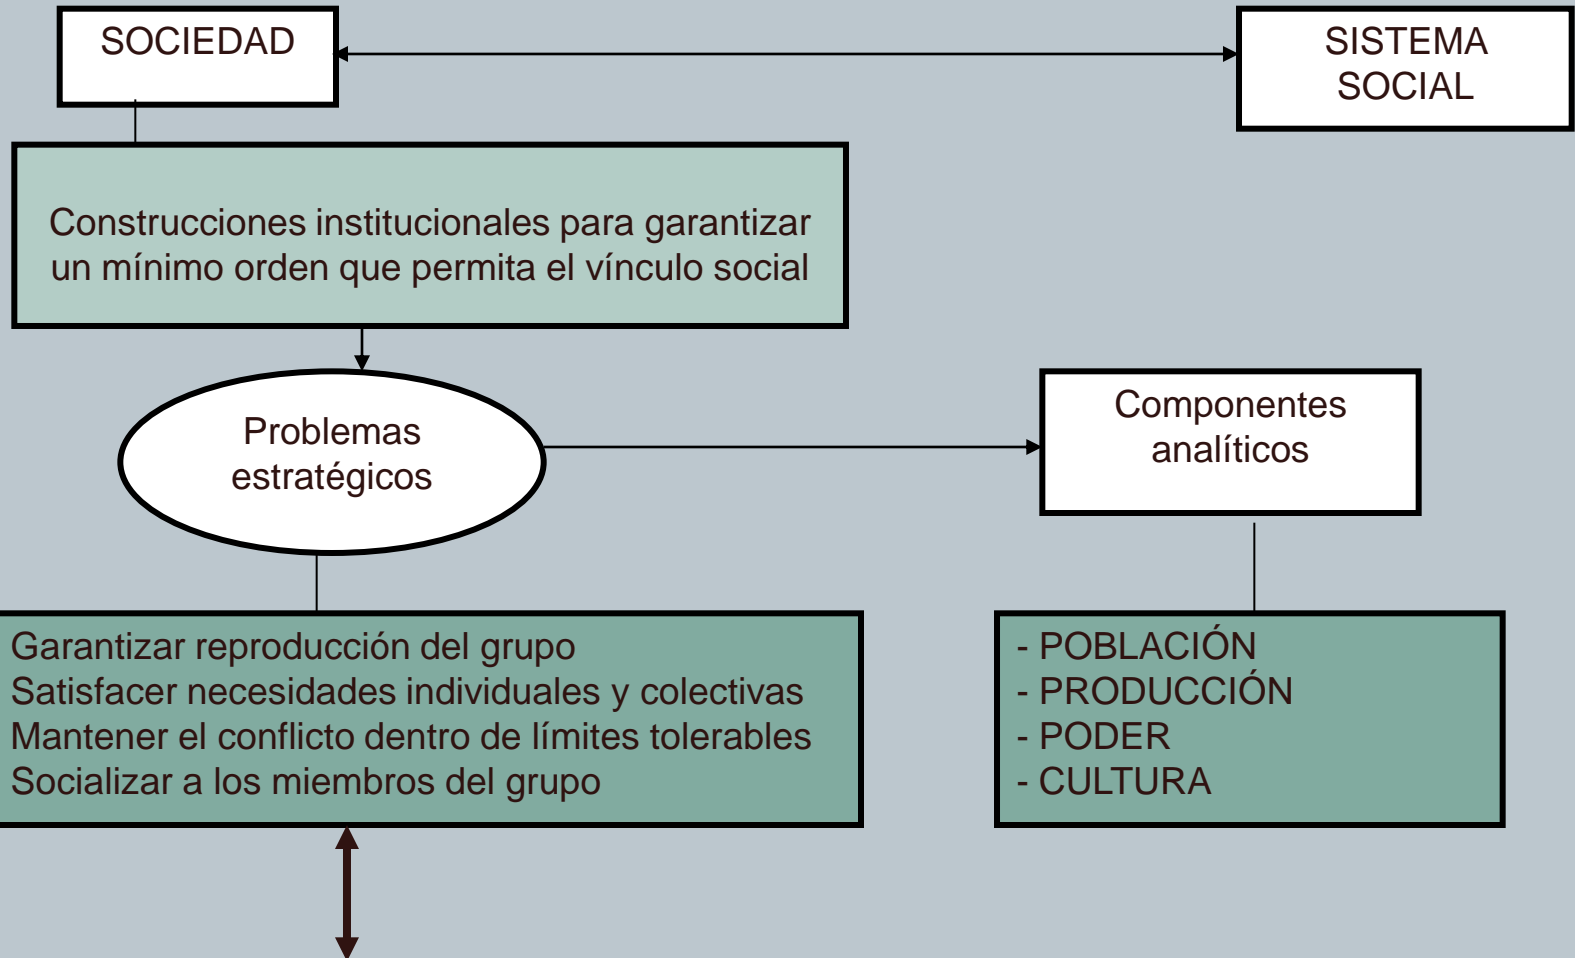 SOCIEDAD
SISTEMA
SOCIAL
Construcciones institucionales para garantizar
un mínimo orden que permita el vínculo social
Problemas
estratégicos
Componentes
analíticos
Garantizar reproducción del grupo
Satisfacer necesidades individuales y colectivas
Mantener el conflicto dentro de límites tolerables
Socializar a los miembros del grupo
- POBLACIÓN
- PRODUCCIÓN
- PODER
- CULTURA